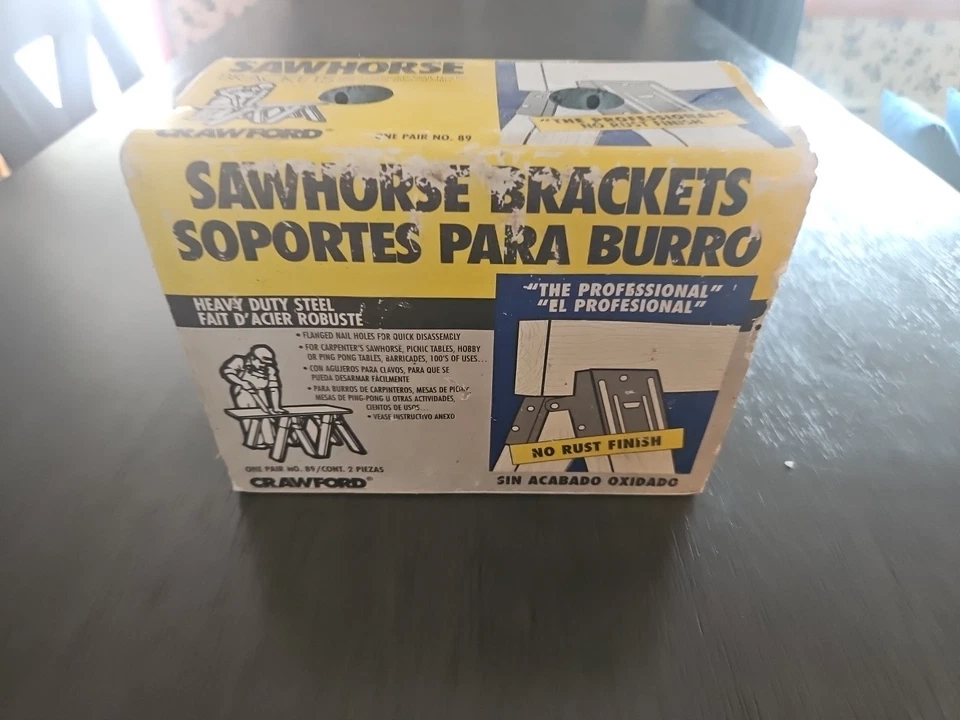 SAWHORSE
BRACKETS
CRAWFORD®
ONE PAIR NO. 89
"THE PROFESSIONAL"
SAWHORSE BRACKETS
SOPORTES PARA BURRO
HEAVY DUTY STEEL
FAIT D'ACIER ROBUSTE
• FLANGED NAIL HOLES FOR QUICK DISASSEMBLY
• FOR CARPENTER'S SAWHORSE, PICNIC TABLES, HOBBY
OR PING PONG TABLES, BARRICADES, 100'S OF USES...
• CON AGUJEROS PARA CLAVOS, PARA QUE SE
PUEDA DESARMAR FÁCILMENTE
• PARA BURROS DE CARPINTEROS, MESAS DE PICNIC,
MESAS DE PING-PONG U OTRAS ACTIVIDADES,
CIENTOS DE USOS...
• VEASE INSTRUCTIVO ANEXO
ONE PAIR NO. 89/CONT. 2 PIEZAS
CRAWFORD®
"THE PROFESSIONAL"
"EL PROFESIONAL"
NO RUST FINISH
SIN ACABADO OXIDADO